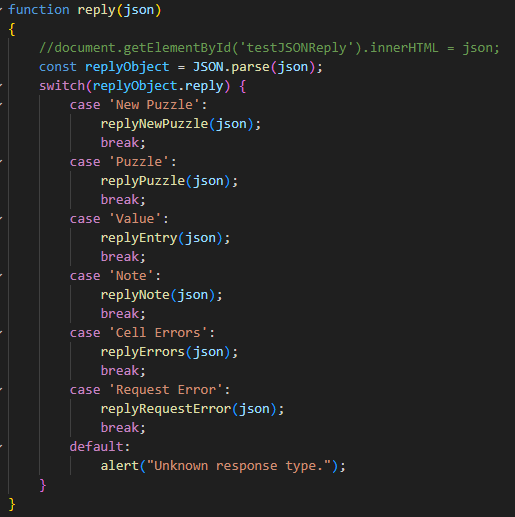 function reply(json)
{
    //document.getElementById('testJSONReply').innerHTML = json;
    const replyObject = JSON.parse(json);
    switch(replyObject.reply) {
        case 'New Puzzle':
            replyNewPuzzle(json);
            break;
        case 'Puzzle':
            replyPuzzle(json);
            break;
        case 'Value':
            replyEntry(json);
            break;
        case 'Note':
            replyNote(json);
            break;
        case 'Cell Errors':
            replyErrors(json);
            break;
        case 'Request Error':
            replyRequestError(json);
            break;
        default:
            alert("Unknown response type.");
    }
}